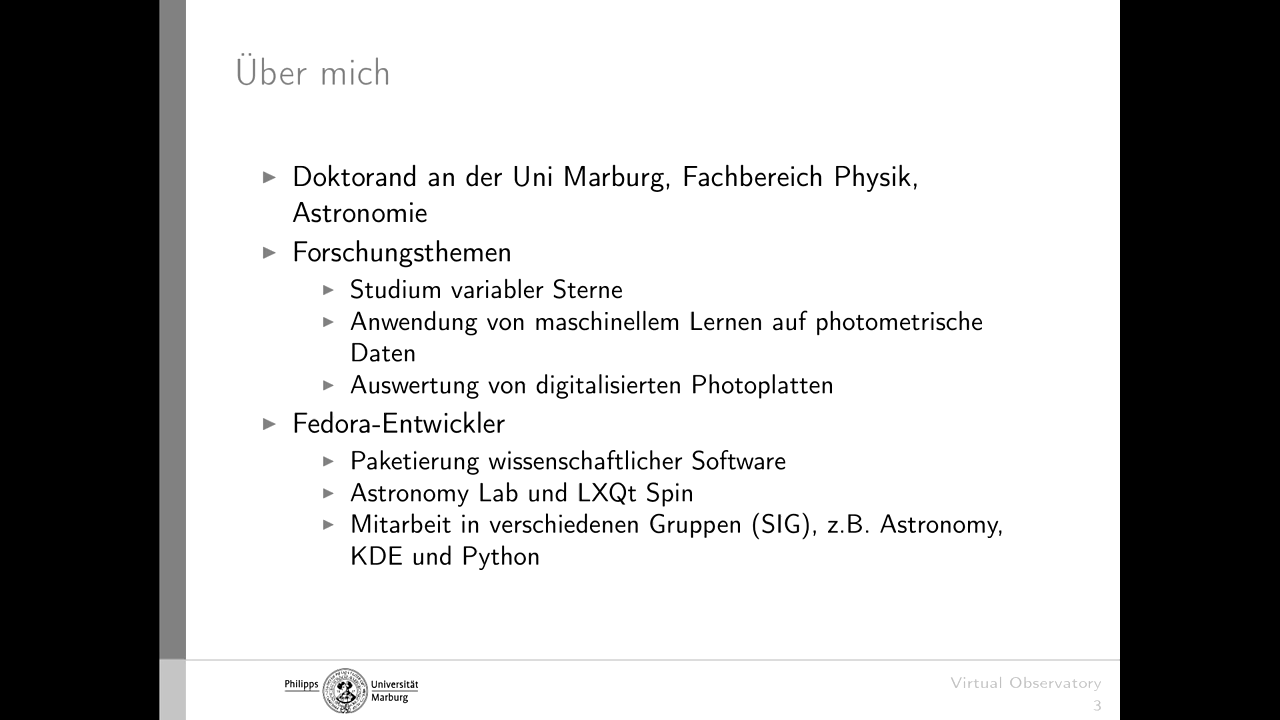 Über mich
Doktorand an der Uni Marburg, Fachbereich Physik,
Astronomie
Forschungsthemen
Studium variabler Sterne
Anwendung von maschinellem Lernen auf photometrische
Daten
Auswertung von digitalisierten Photoplatten
Fedora-Entwickler
Paketierung wissenschaftlicher Software
Astronomy Lab und LXQt Spin
Mitarbeit in verschiedenen Gruppen (SIG), z.B. Astronomy,
KDE und Python
Philipps Universität
Marburg
Virtual Observatory
3